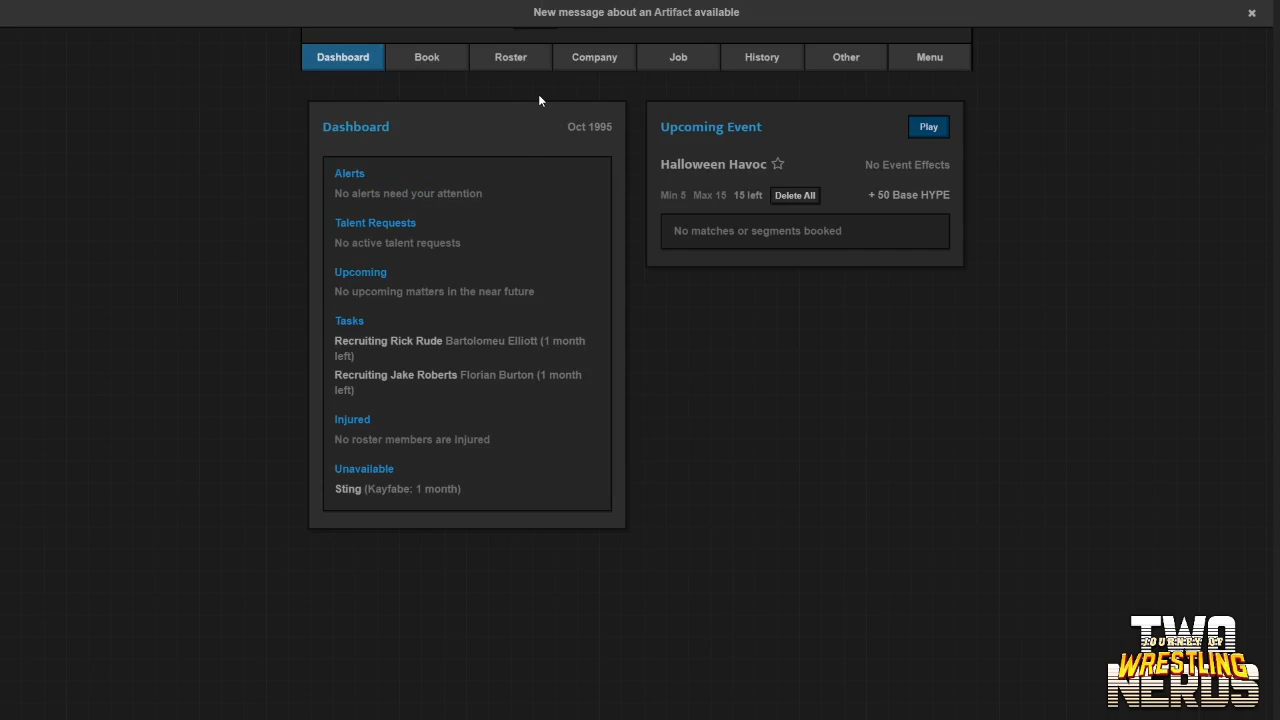 New message about an Artifact available
Dashboard
Book
Roster
Company
Job
History
Other
Menu
Dashboard
Oct 1995
Alerts
No alerts need your attention
Talent Requests
No active talent requests
Upcoming
No upcoming matters in the near future
Tasks
Recruiting Rick Rude Bartolomeu Elliott (1 month
left)
Recruiting Jake Roberts Florian Burton (1 month
left)
Injured
No roster members are injured
Unavailable
Sting (Kayfabe: 1 month)
Upcoming Event
Play
Halloween Havoc
No Event Effects
Min 5 Max 15 15 left Delete All
+ 50 Base HYPE
No matches or segments booked
TWO
JOURNEY OF
WRESTLING
NERDS